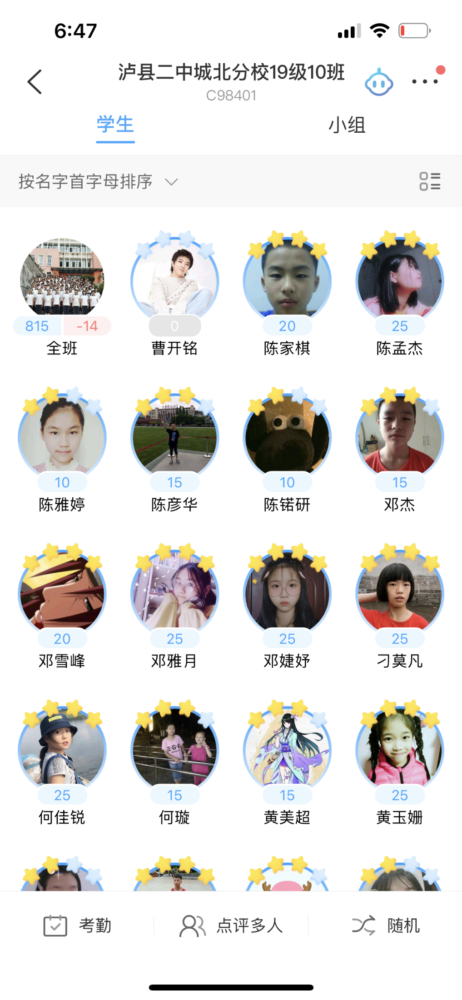 6:47
泸县二中城北分校19级10班
C98401
学生 小组
按名字首字母排序
815 -14 0 20 25
全班 曹开铭 陈家棋 陈孟杰
10 15 10 15
陈雅婷 陈彦华 陈锘研 邓杰
20 25 25 25
邓雪峰 邓雅月 邓婕妤 刁莫凡
25 15 15 25
何佳锐 何璇 黄美超 黄玉姗
考勤 点评多人 随机